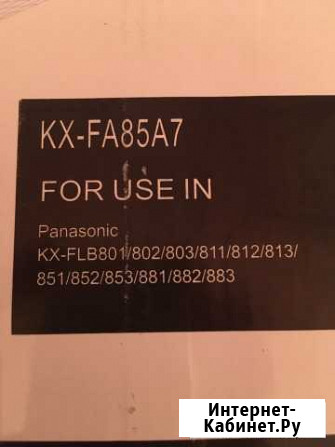 KX-FA85A7
FOR USE IN
Panasonic
KX-FLB801/802/803/811/812/813/
851/852/853/881/882/883
Интернет-
Кабинет.Ру